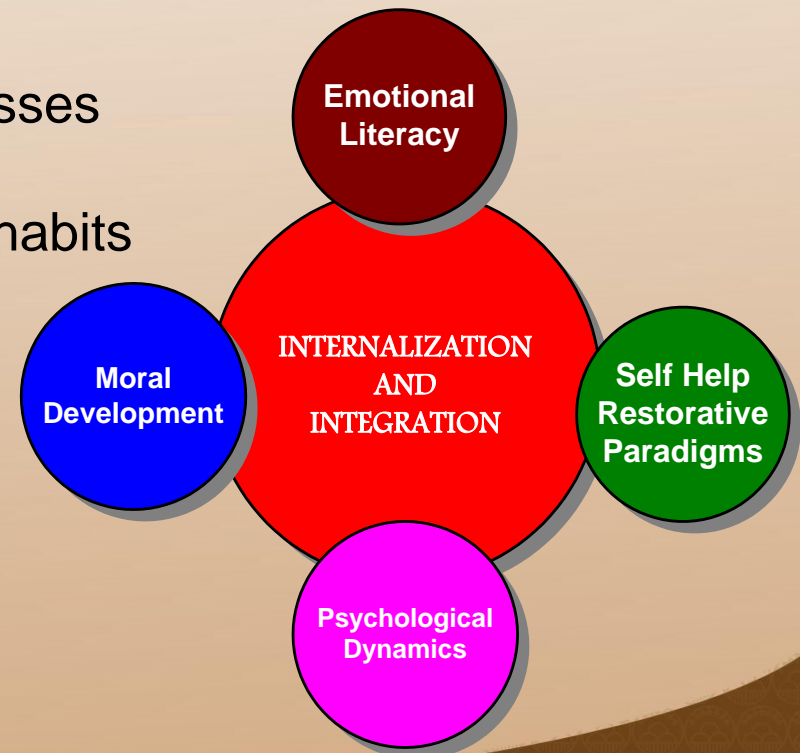 sses
habits
Emotional
Literacy
INTERNALIZATION
AND
INTEGRATION
Moral
Development
Self Help
Restorative
Paradigms
Psychological
Dynamics